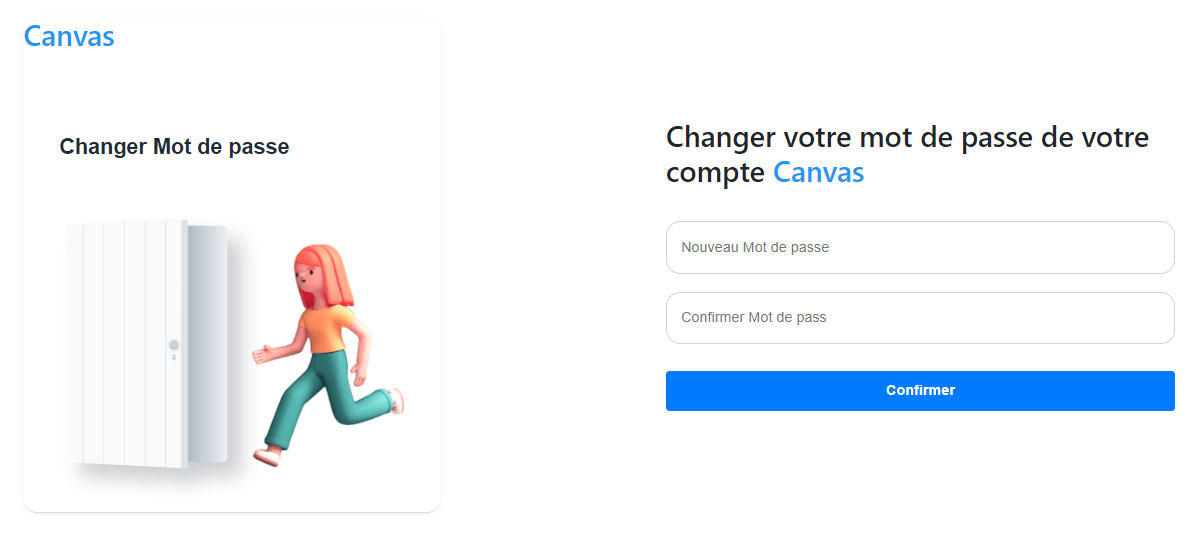 Canvas
Changer Mot de passe
Changer votre mot de passe de votre
compte Canvas
Nouveau Mot de passe
Confirmer Mot de pass
Confirmer